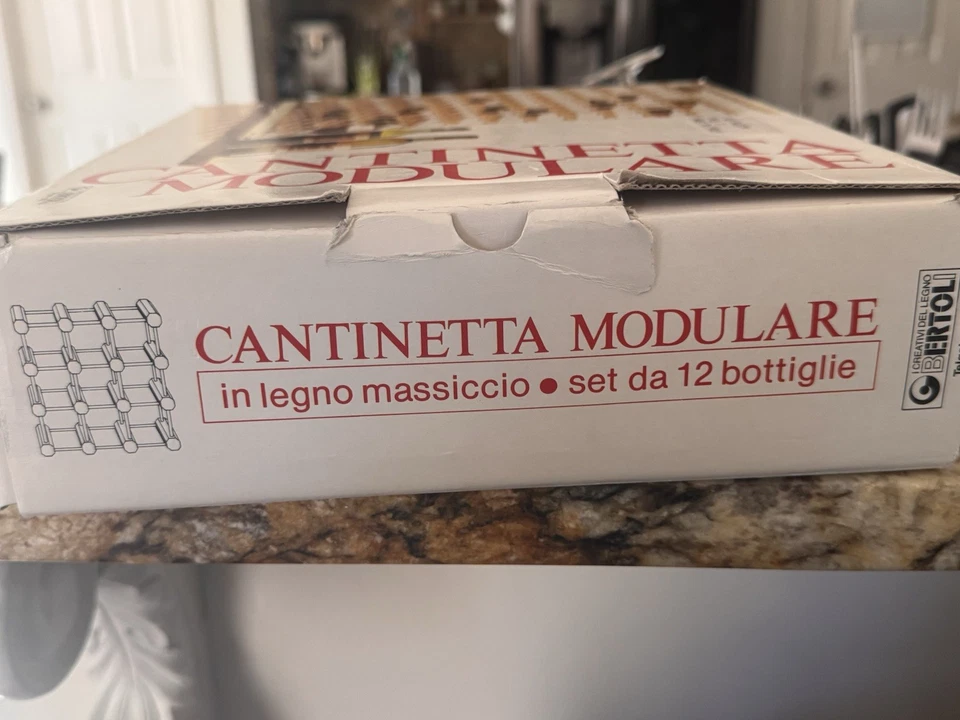 CANTINETTA
MODULARE
CANTINETTA MODULARE
in legno massiccio ● set da 12 bottiglie
I CREATIVI DEL LEGNO
BERTOLI